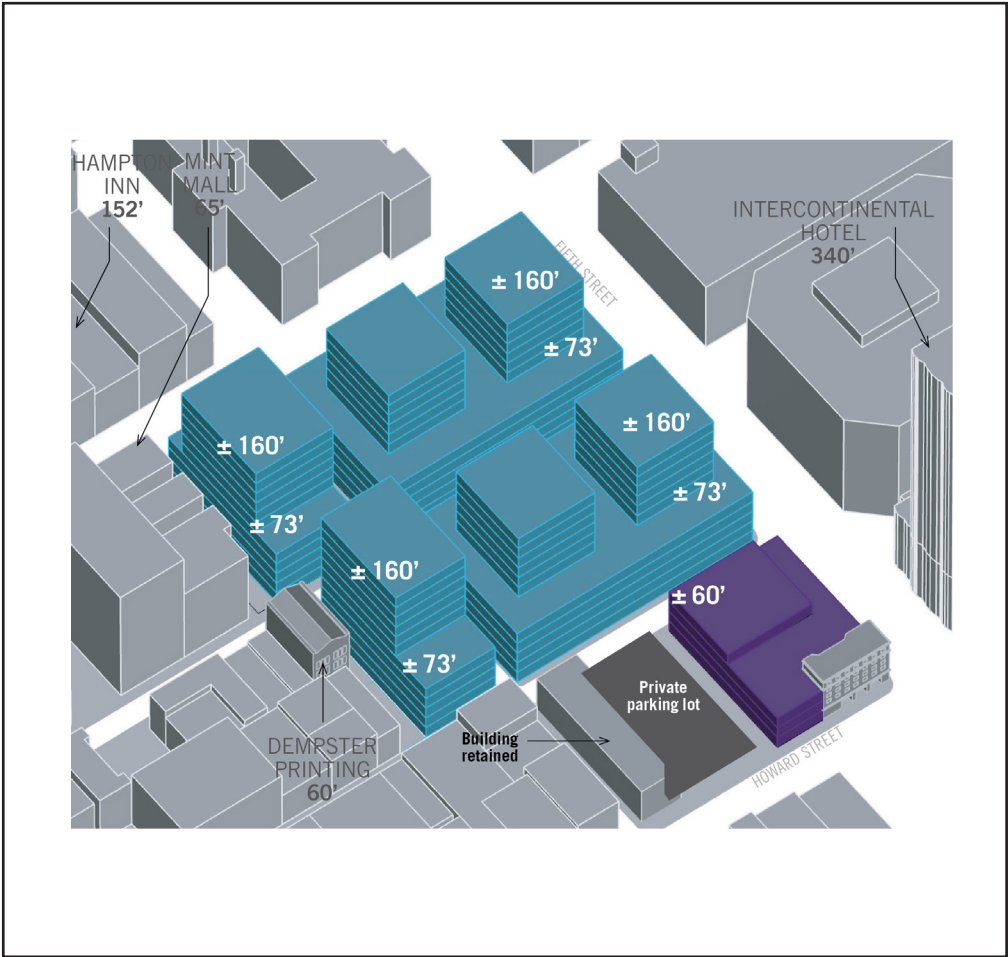 HAMPTON
INN
152’
MINT
MALL
65’
INTERCONTINENTAL
HOTEL
340’
FIFTH STREET
± 160’
± 73’
± 160’
± 73’
± 160’
± 73’
± 160’
± 73’
± 60’
Private
parking lot
Building
retained
DEMPSTER
PRINTING
60’
HOWARD STREET